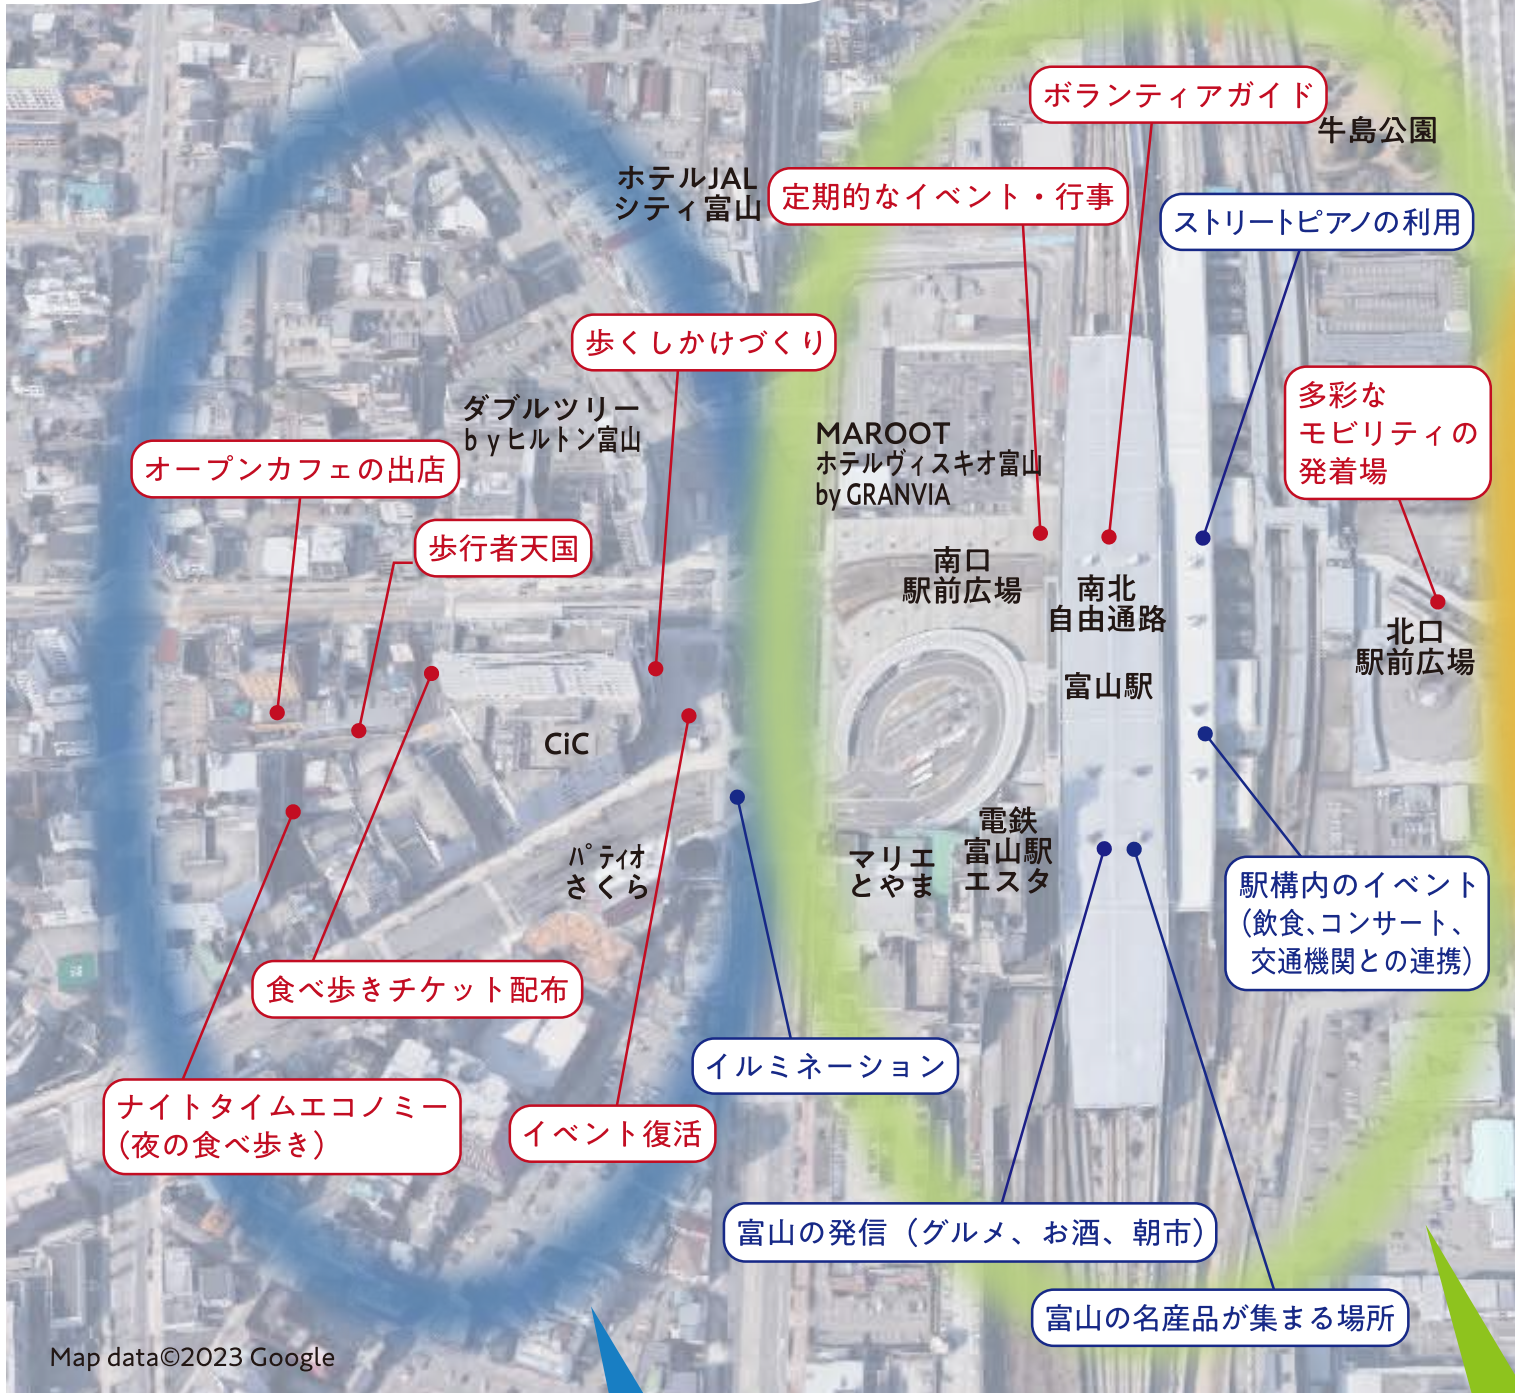 ボランティアガイド
牛島公園
ホテルJAL
シティ富山
定期的なイベント・行事
ストリートピアノの利用
歩くしかけづくり
多彩な
モビリティの
発着場
ダブルツリー
byヒルトン富山
MAROOT
ホテルヴィスキオ富山
by GRANVIA
オープンカフェの出店
歩行者天国
南口
駅前広場
南北
自由通路
富山駅
北口
駅前広場
CiC
パティオ
さくら
マリエ
とやま
電鉄
富山駅
エスタ
駅構内のイベント
(飲食、コンサート、
交通機関との連携)
食べ歩きチケット配布
イルミネーション
ナイトタイムエコノミー
(夜の食べ歩き)
イベント復活
富山の発信(グルメ、お酒、朝市)
富山の名産品が集まる場所
Map data©2023 Google